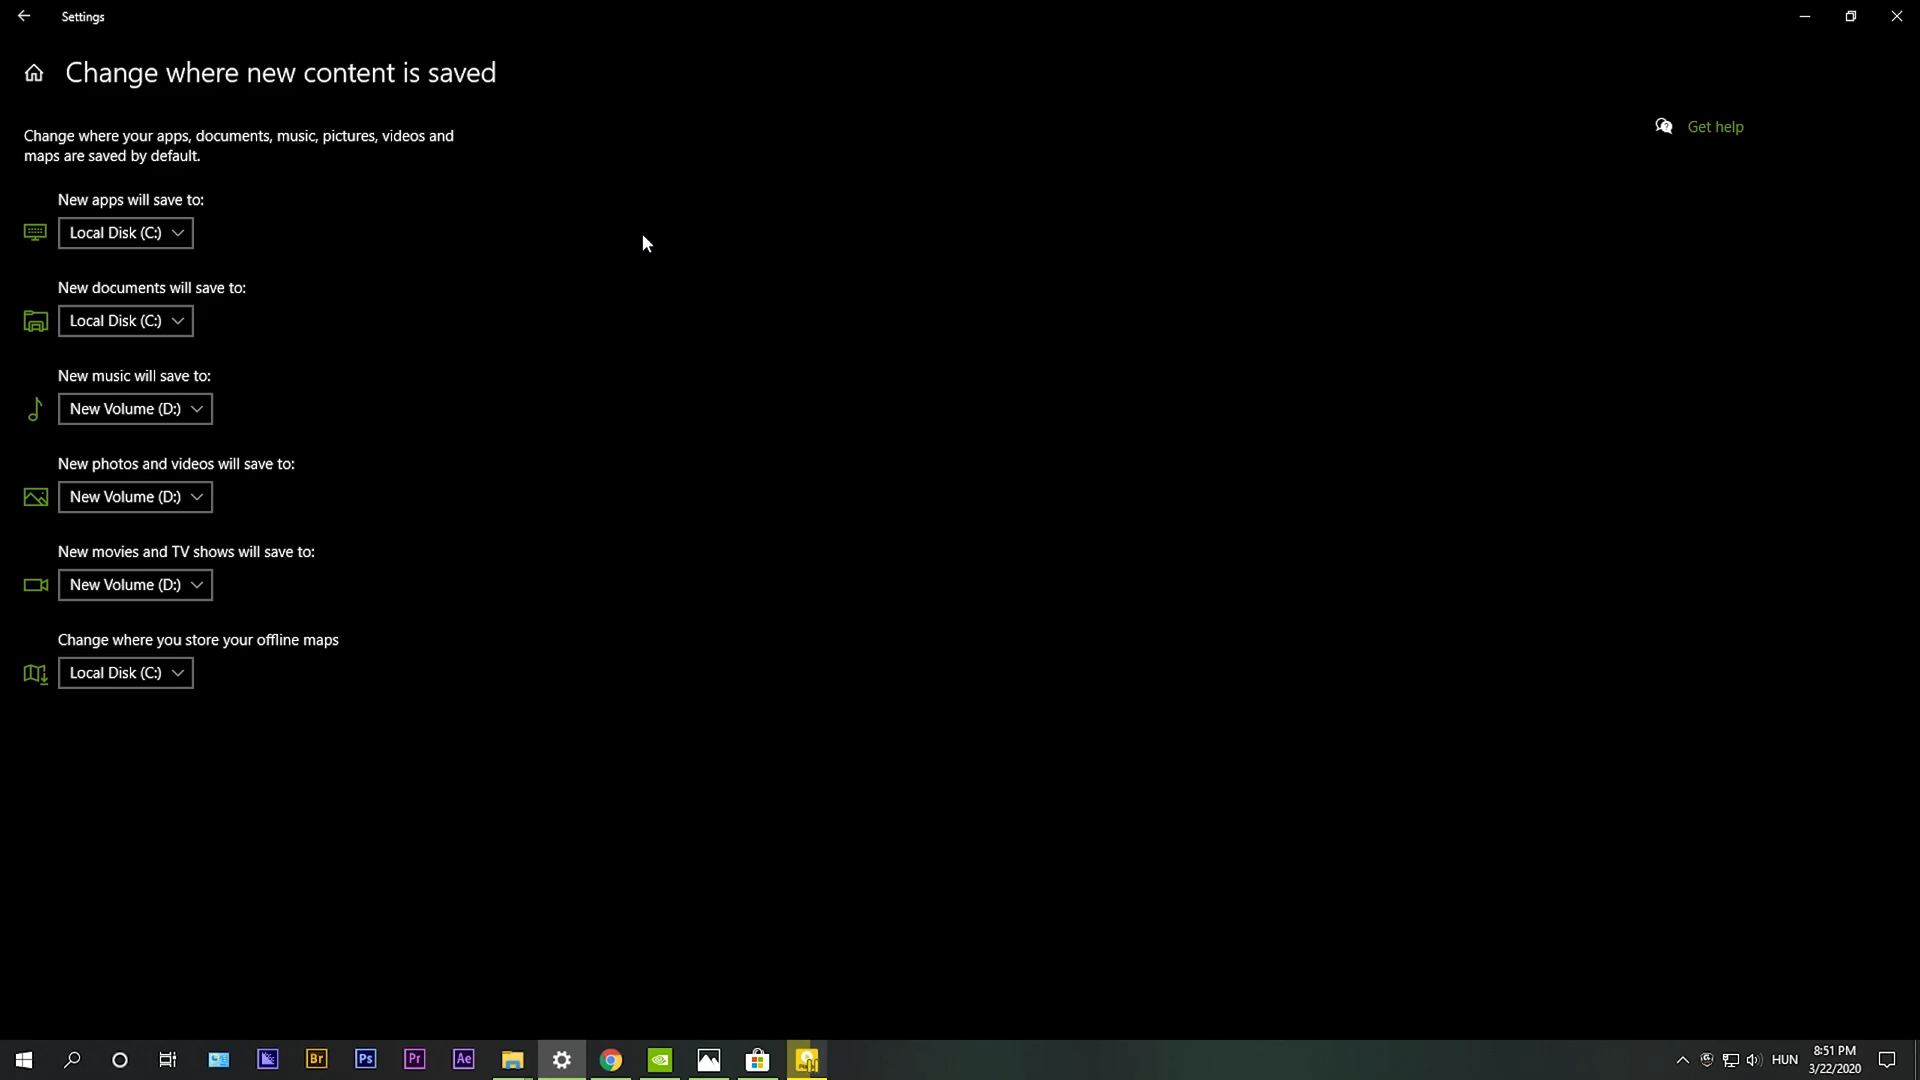 Settings
Change where new content is saved
Change where your apps, documents, music, pictures, videos and
maps are saved by default.
Get help
New apps will save to:
Local Disk (C:)
New documents will save to:
Local Disk (C:)
New music will save to:
New Volume (D:)
New photos and videos will save to:
New Volume (D:)
New movies and TV shows will save to:
New Volume (D:)
Change where you store your offline maps
Local Disk (C:)
Br
Ps
Pr
Ae
HUN
8:51 PM
3/22/2020